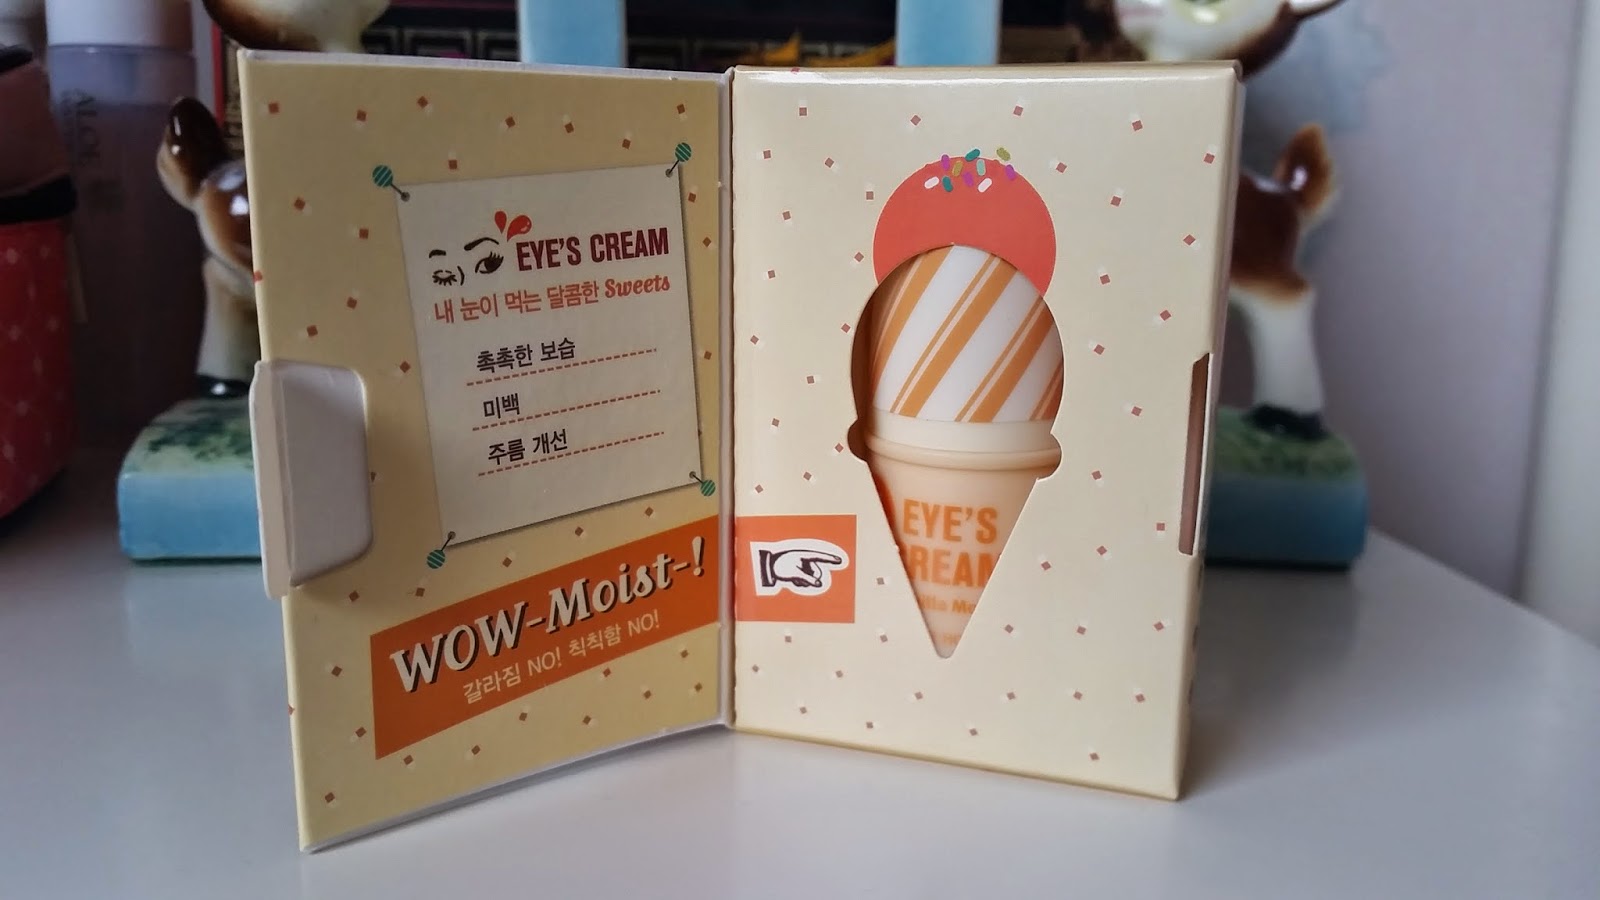 EYE'S CREAM
내 눈이 먹는 달콤한 Sweets
촉촉한 보습
미백
주름 개선
WOW-Moist-!
갈라짐 NO! 칙칙함 NO!
EYE'S
CREAM
ALOE